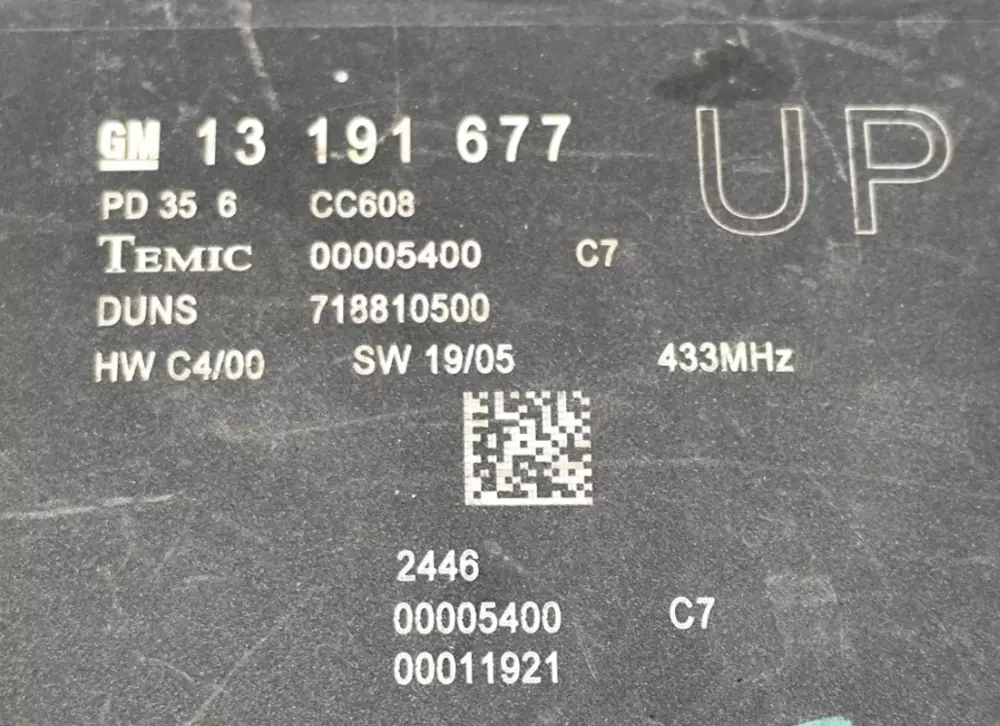 GM 13 191 677 UP
PD 35 6 CC608
TEMIC 00005400 C7
DUNS 718810500
HW C4/00 SW 19/05 433MHz
2446
00005400 C7
00011921